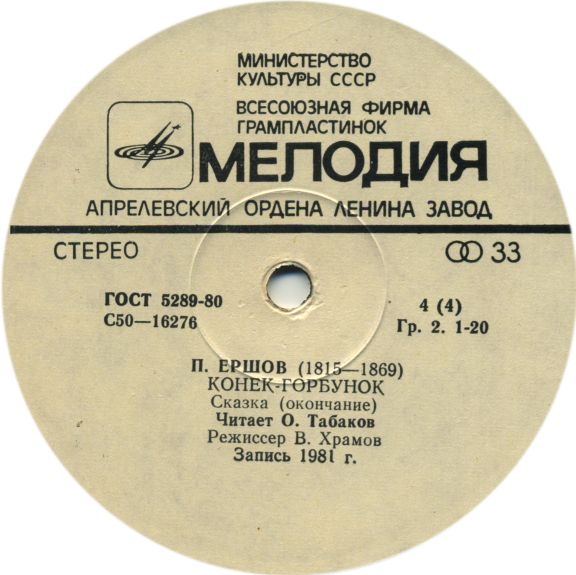 МИНИСТЕРСТВО
КУЛЬТУРЫ СССР
ВСЕСОЮЗНАЯ ФИРМА
ГРАМПЛАСТИНОК
МЕЛОДИЯ
АПРЕЛЕВСКИЙ ОРДЕНА ЛЕНИНА ЗАВОД
СТЕРЕО
33
ГОСТ 5289-80
С50—16276
4 (4)
Гр. 2. 1-20
П. ЕРШОВ (1815—1869)
КОНЕК-ГОРБУНОК
Сказка (окончание)
Читает О. Табаков
Режиссер В. Храмов
Запись 1981 г.